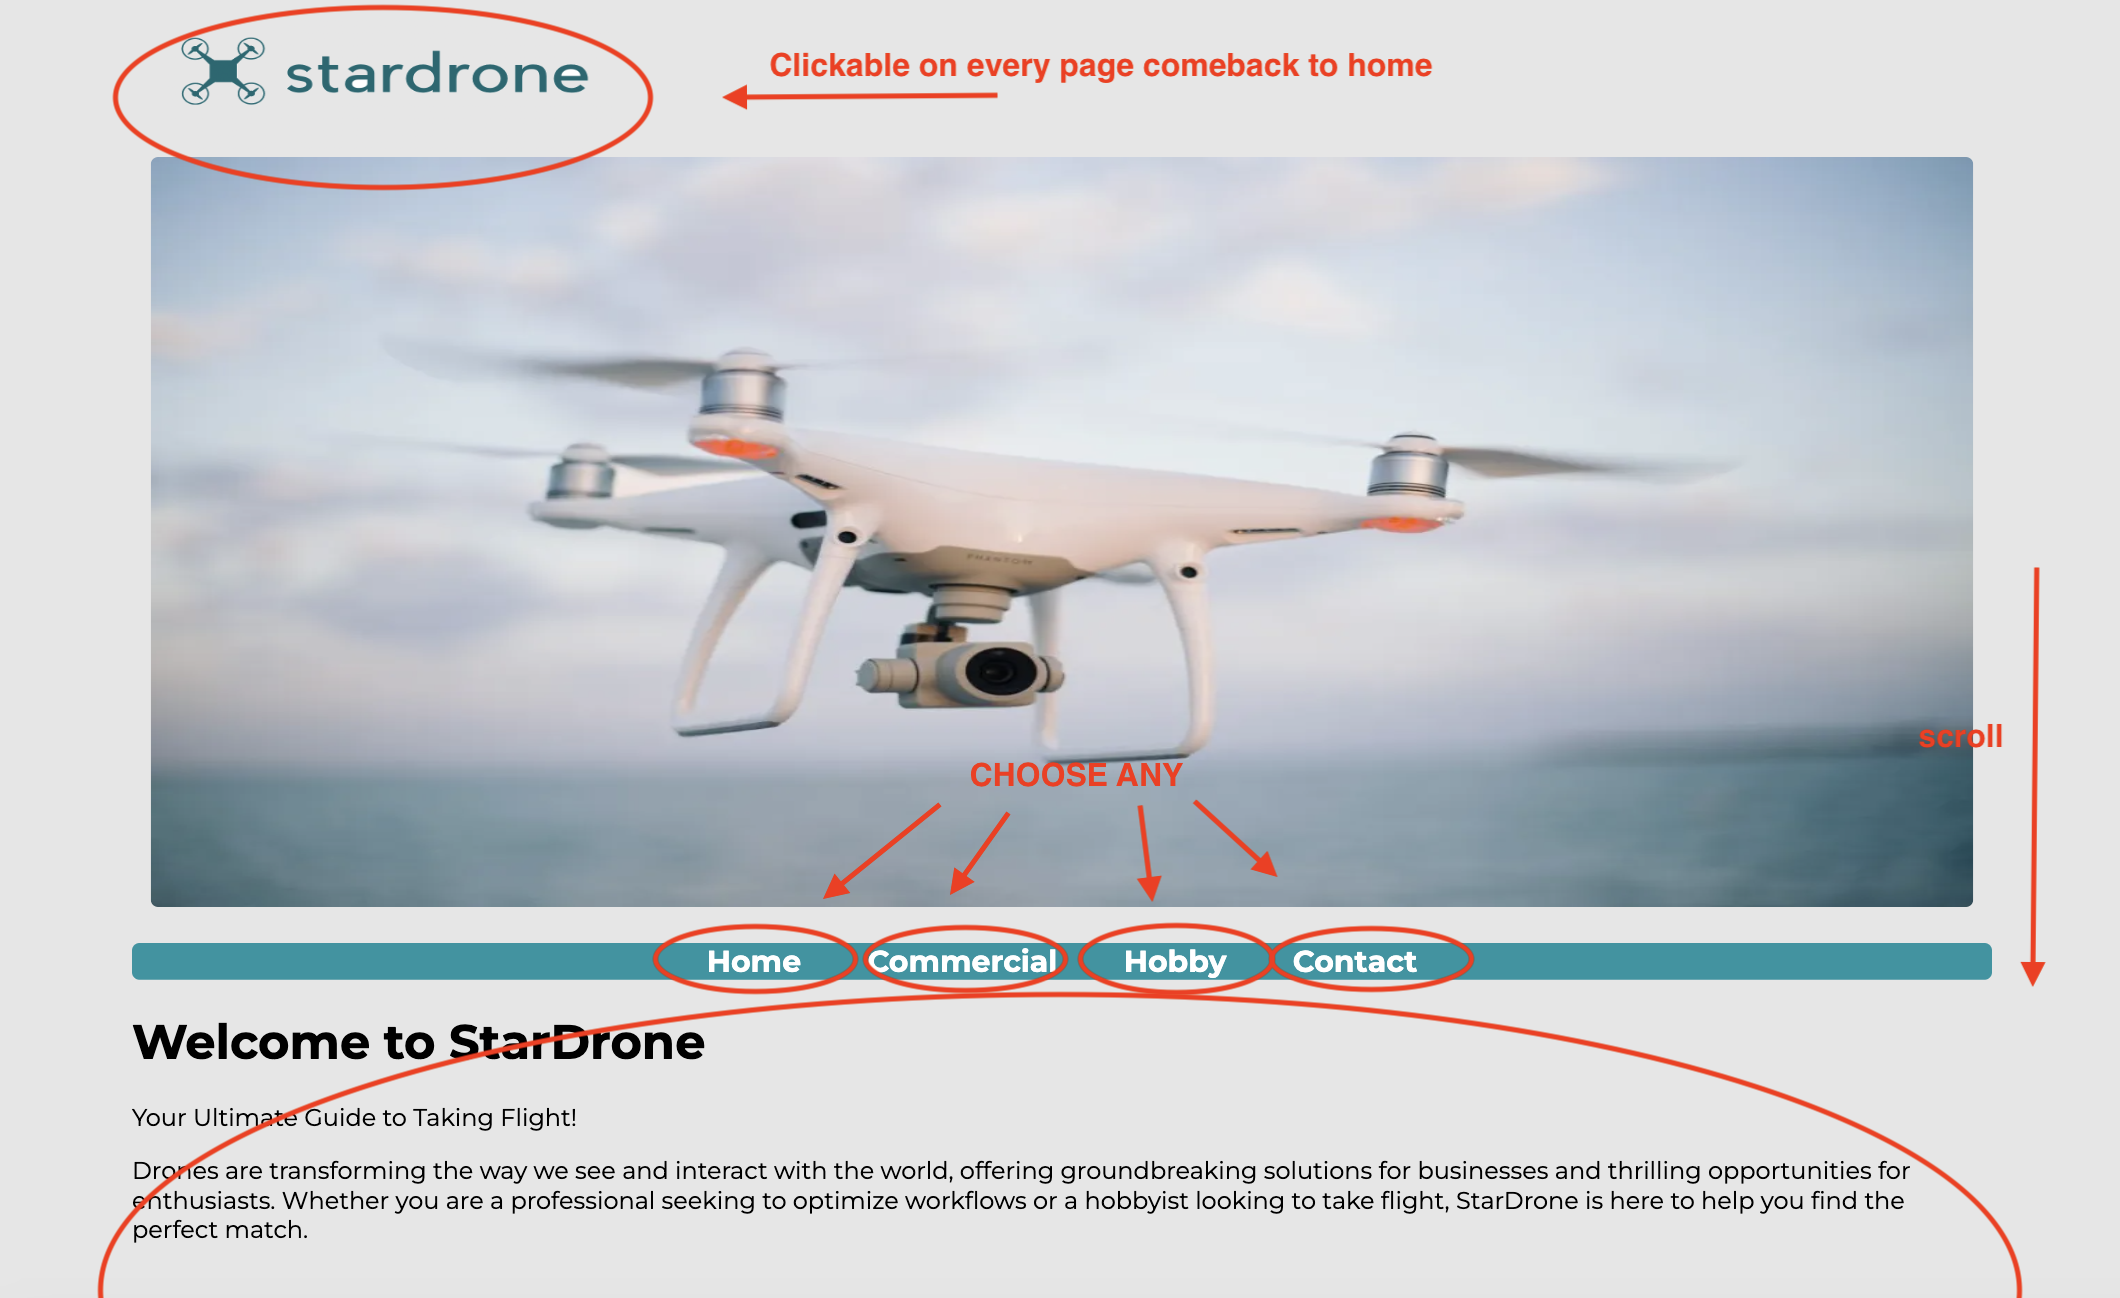 stardrone
Clickable on every page comeback to home
PHANTOM
scroll
CHOOSE ANY
Home Commercial Hobby Contact
Welcome to StarDrone
Your Ultimate Guide to Taking Flight!
Drones are transforming the way we see and interact with the world, offering groundbreaking solutions for businesses and thrilling opportunities for
enthusiasts. Whether you are a professional seeking to optimize workflows or a hobbyist looking to take flight, StarDrone is here to help you find the
perfect match.